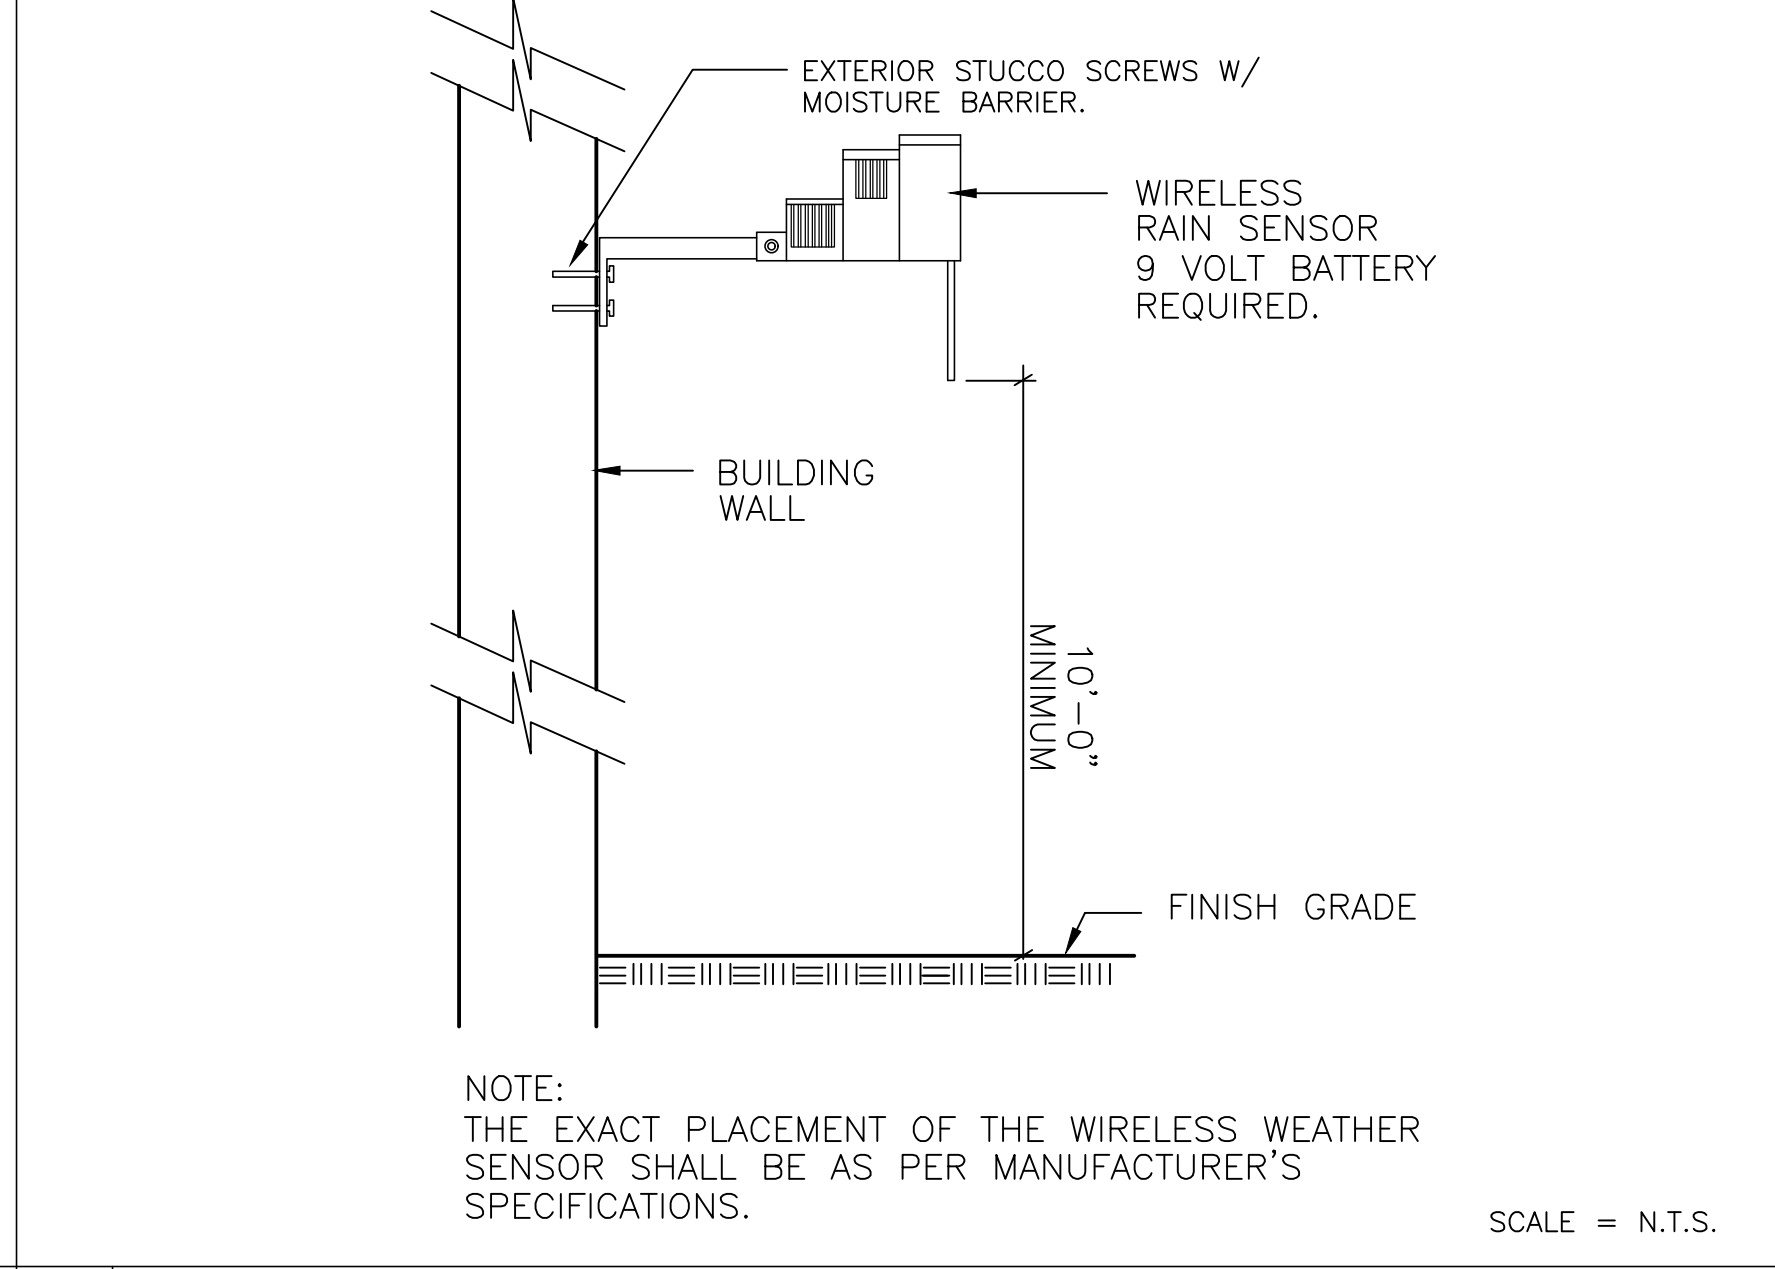 EXTERIOR STUCCO SCREWS W/
MOISTURE BARRIER.
WIRELESS
RAIN SENSOR
9 VOLT BATTERY
REQUIRED.
BUILDING
WALL
10'-0"
MINIMUM
FINISH GRADE
NOTE:
THE EXACT PLACEMENT OF THE WIRELESS WEATHER
SENSOR SHALL BE AS PER MANUFACTURER'S
SPECIFICATIONS.
SCALE = N.T.S.